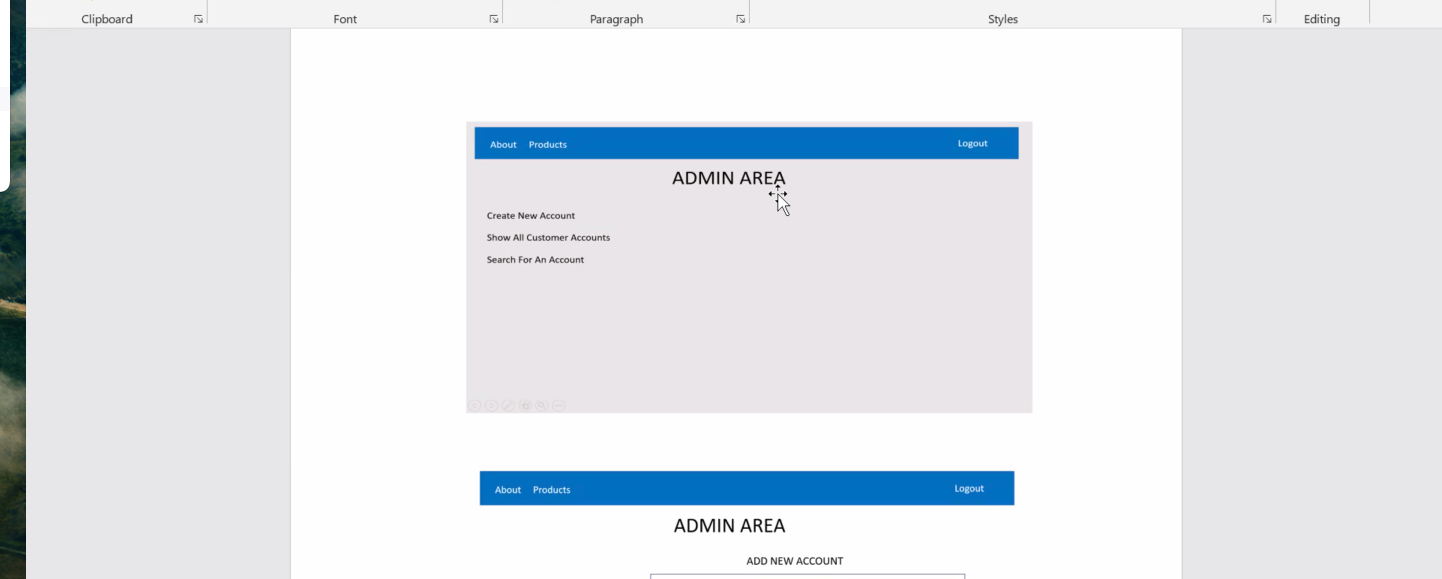 Clipboard Font Paragraph Styles Editing
About Products Logout
ADMIN AREA
Create New Account
Show All Customer Accounts
Search For An Account
About Products Logout
ADMIN AREA
ADD NEW ACCOUNT